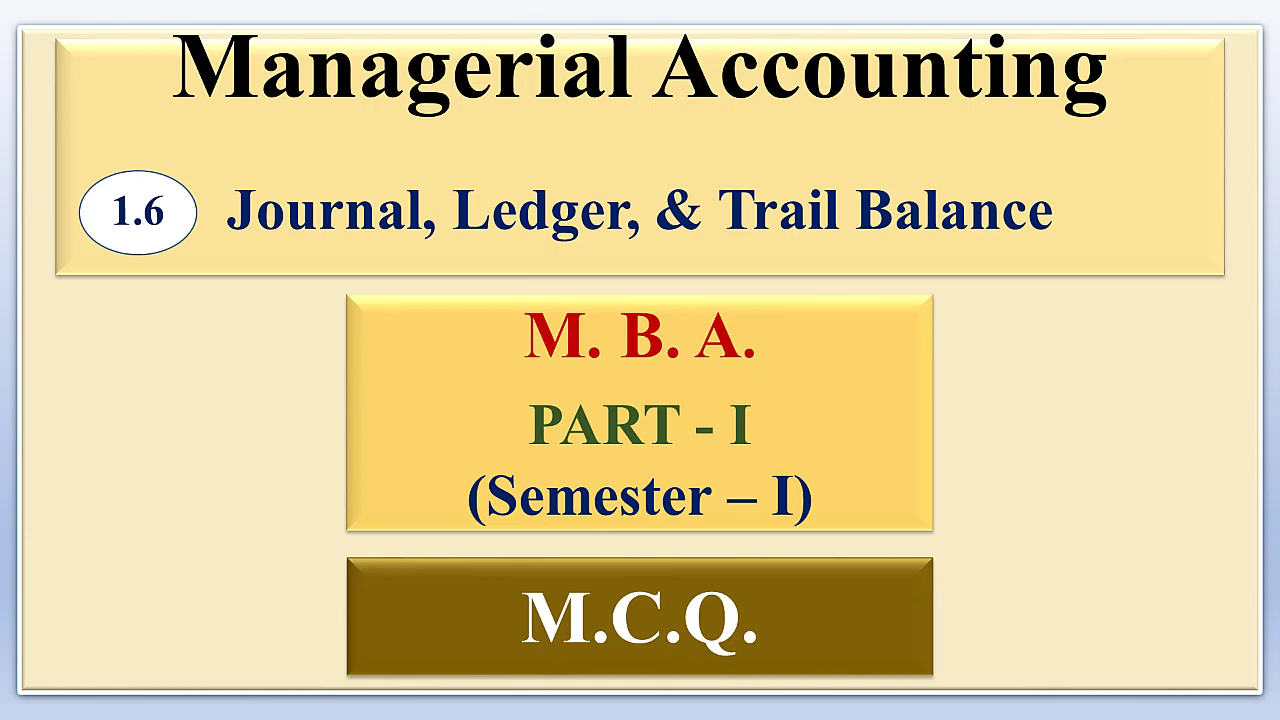 Managerial Accounting
1.6 Journal, Ledger, & Trail Balance
M. B. A.
PART - I
(Semester – I)
M.C.Q.